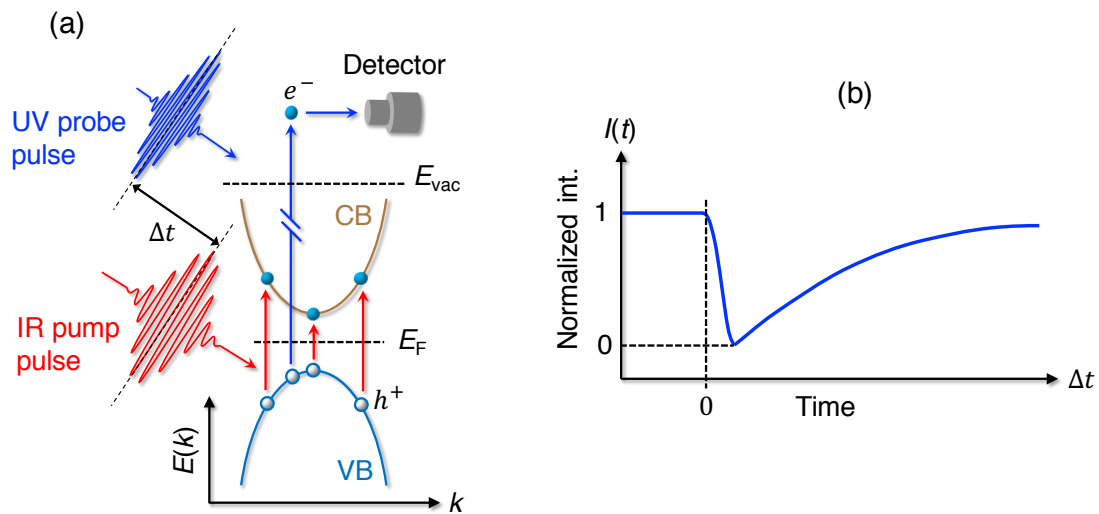 (a)
UV probe
pulse
Δt
IR pump
pulse
e⁻
Detector
E_vac
CB
E_F
h⁺
VB
E(k)
k
(b)
I(t)
Normalized int.
1
0
0
Time
Δt